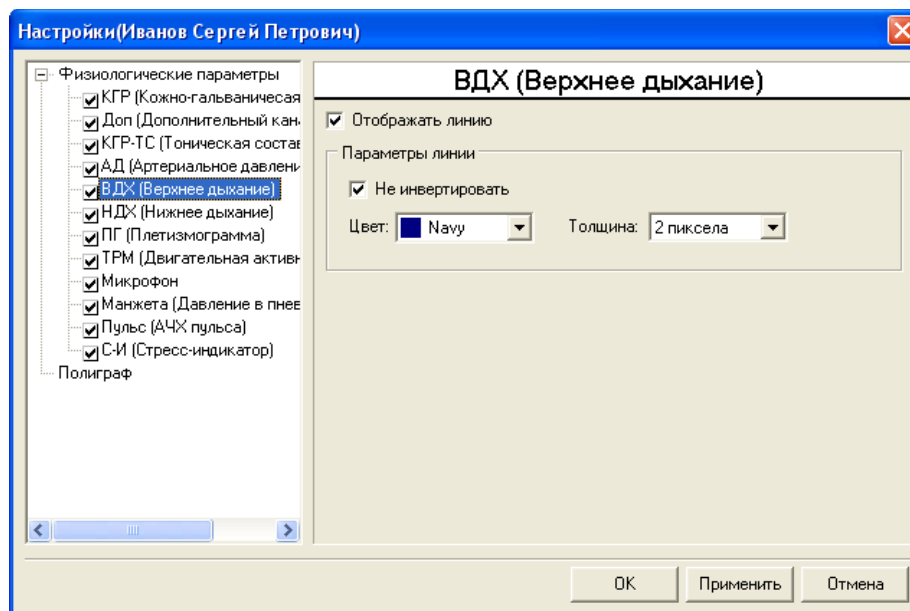 Настройки(Иванов Сергей Петрович)
Физиологические параметры
КГР (Кожно-гальваничесая
Доп (Дополнительный кан
КГР-ТС (Тоническая состав
АД (Артериальное давлени
ВДХ (Верхнее дыхание)
НДХ (Нижнее дыхание)
ПГ (Плетизмограмма)
ТРМ (Двигательная активн
Микрофон
Манжета (Давление в пнев
Пульс (АЧХ пульса)
С-И (Стресс-индикатор)
Полиграф
ВДХ (Верхнее дыхание)
Отображать линию
Параметры линии
Не инвертировать
Цвет: Navy Толщина: 2 пиксела
ОК Применить Отмена